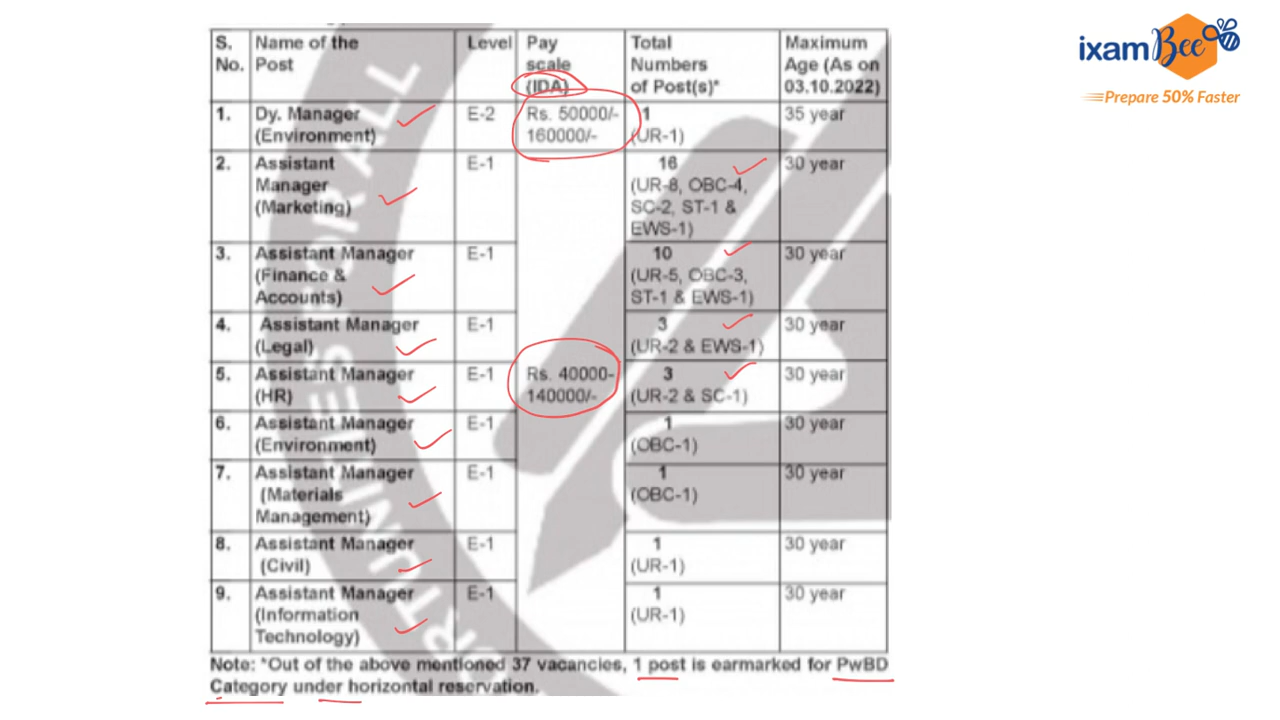 S. No. | Name of the Post | Level | Pay scale (IDA) | Total Numbers of Post(s)* | Maximum Age (As on 03.10.2022)
1. | Dy. Manager (Environment) | E-2 | Rs. 50000/- 160000/- | 1 (UR-1) | 35 year
2. | Assistant Manager (Marketing) | E-1 | | 16 (UR-8, OBC-4, SC-2, ST-1 & EWS-1) | 30 year
3. | Assistant Manager (Finance & Accounts) | E-1 | | 10 (UR-5, OBC-3, ST-1 & EWS-1) | 30 year
4. | Assistant Manager (Legal) | E-1 | | 3 (UR-2 & EWS-1) | 30 year
5. | Assistant Manager (HR) | E-1 | Rs. 40000- 140000/- | 3 (UR-2 & SC-1) | 30 year
6. | Assistant Manager (Environment) | E-1 | | 1 (OBC-1) | 30 year
7. | Assistant Manager (Materials Management) | E-1 | | 1 (OBC-1) | 30 year
8. | Assistant Manager (Civil) | E-1 | | 1 (UR-1) | 30 year
9. | Assistant Manager (Information Technology) | E-1 | | 1 (UR-1) | 30 year
Note: *Out of the above mentioned 37 vacancies, 1 post is earmarked for PwBD
Category under horizontal reservation.
ixamBee
Prepare 50% Faster